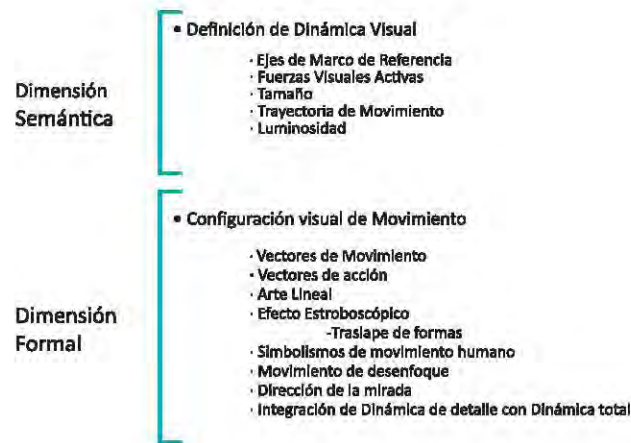 Dimensión
Semántica
• Definición de Dinámica Visual
· Ejes de Marco de Referencia
· Fuerzas Visuales Activas
· Tamaño
· Trayectoria de Movimiento
· Luminosidad
Dimensión
Formal
• Configuración visual de Movimiento
· Vectores de Movimiento
· Vectores de acción
· Arte Lineal
· Efecto Estroboscópico
-Traslape de formas
· Simbolismos de movimiento humano
· Movimiento de desenfoque
· Dirección de la mirada
· Integración de Dinámica de detalle con Dinámica total